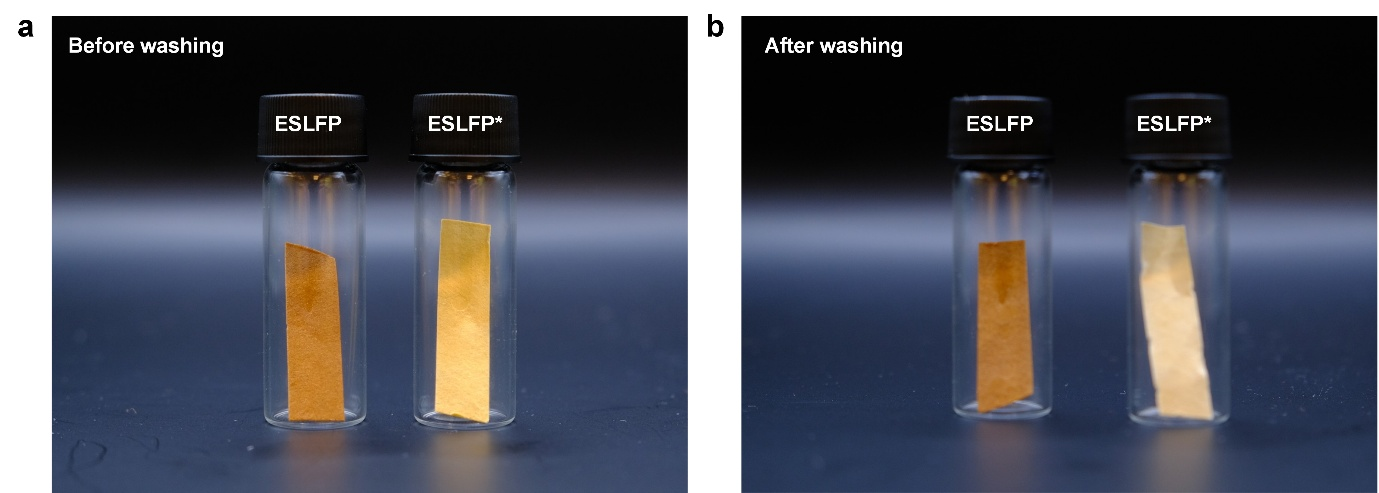 a
Before washing
ESLFP
ESLFP*
b
After washing
ESLFP
ESLFP*